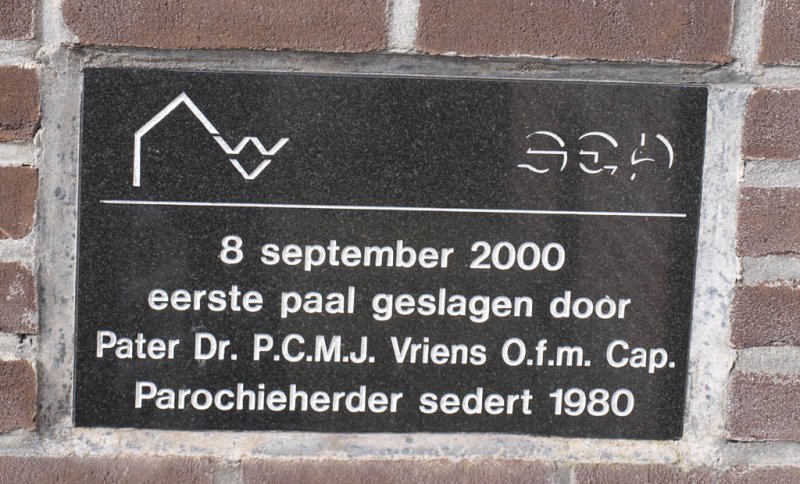 8 september 2000
eerste paal geslagen door
Pater Dr. P.C.M.J. Vriens O.f.m. Cap.
Parochieherder sedert 1980